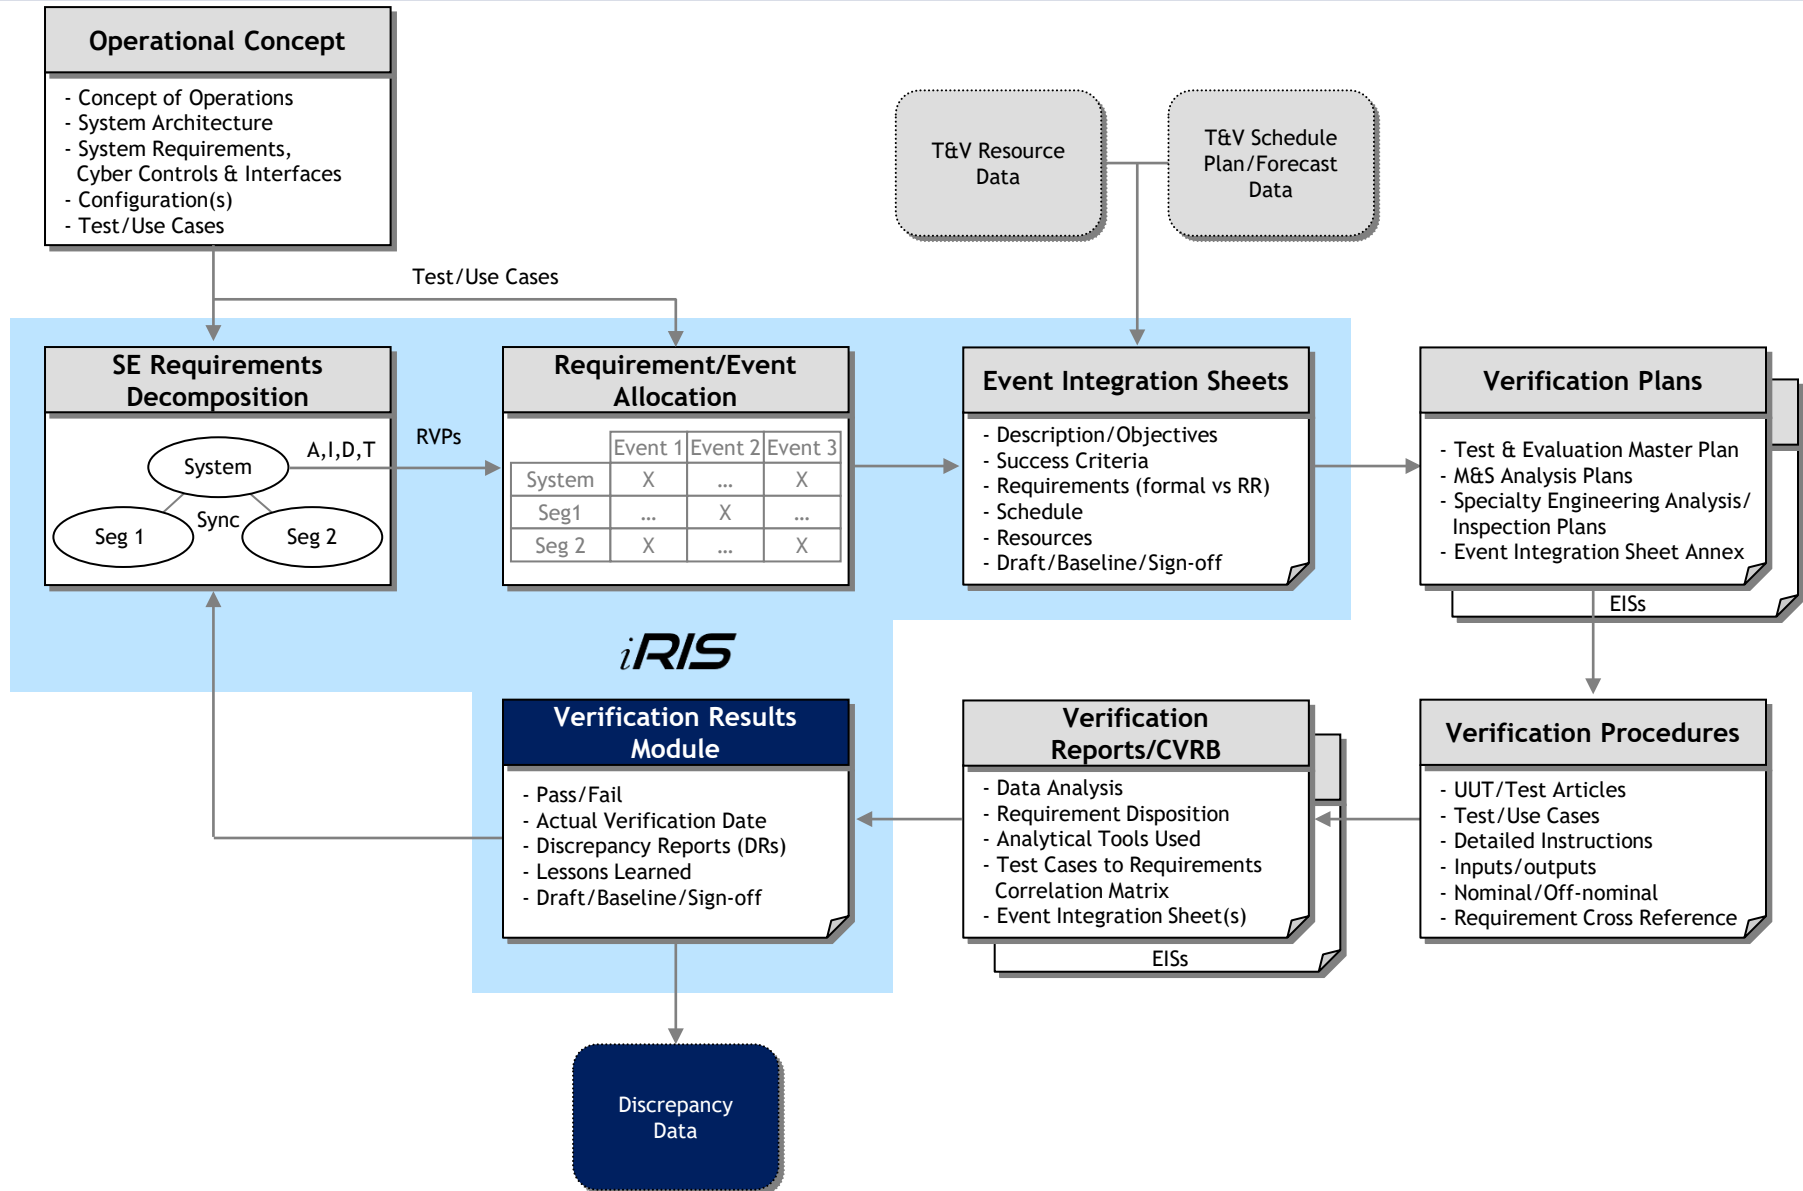 Operational Concept
- Concept of Operations
- System Architecture
- System Requirements,
Cyber Controls & Interfaces
- Configuration(s)
- Test/Use Cases
T&V Resource
Data
T&V Schedule
Plan/Forecast
Data
Test/Use Cases
SE Requirements
Decomposition
System
Seg 1
Sync
Seg 2
A,I,D,T
RVPs
Requirement/Event
Allocation
Event 1 Event 2 Event 3
System X ... X
Seg1 ... X ...
Seg 2 X ... X
Event Integration Sheets
- Description/Objectives
- Success Criteria
- Requirements (formal vs RR)
- Schedule
- Resources
- Draft/Baseline/Sign-off
Verification Plans
- Test & Evaluation Master Plan
- M&S Analysis Plans
- Specialty Engineering Analysis/
Inspection Plans
- Event Integration Sheet Annex
EISs
iRIS
Verification Results
Module
- Pass/Fail
- Actual Verification Date
- Discrepancy Reports (DRs)
- Lessons Learned
- Draft/Baseline/Sign-off
Verification
Reports/CVRB
- Data Analysis
- Requirement Disposition
- Analytical Tools Used
- Test Cases to Requirements
Correlation Matrix
- Event Integration Sheet(s)
EISs
Verification Procedures
- UUT/Test Articles
- Test/Use Cases
- Detailed Instructions
- Inputs/outputs
- Nominal/Off-nominal
- Requirement Cross Reference
Discrepancy
Data